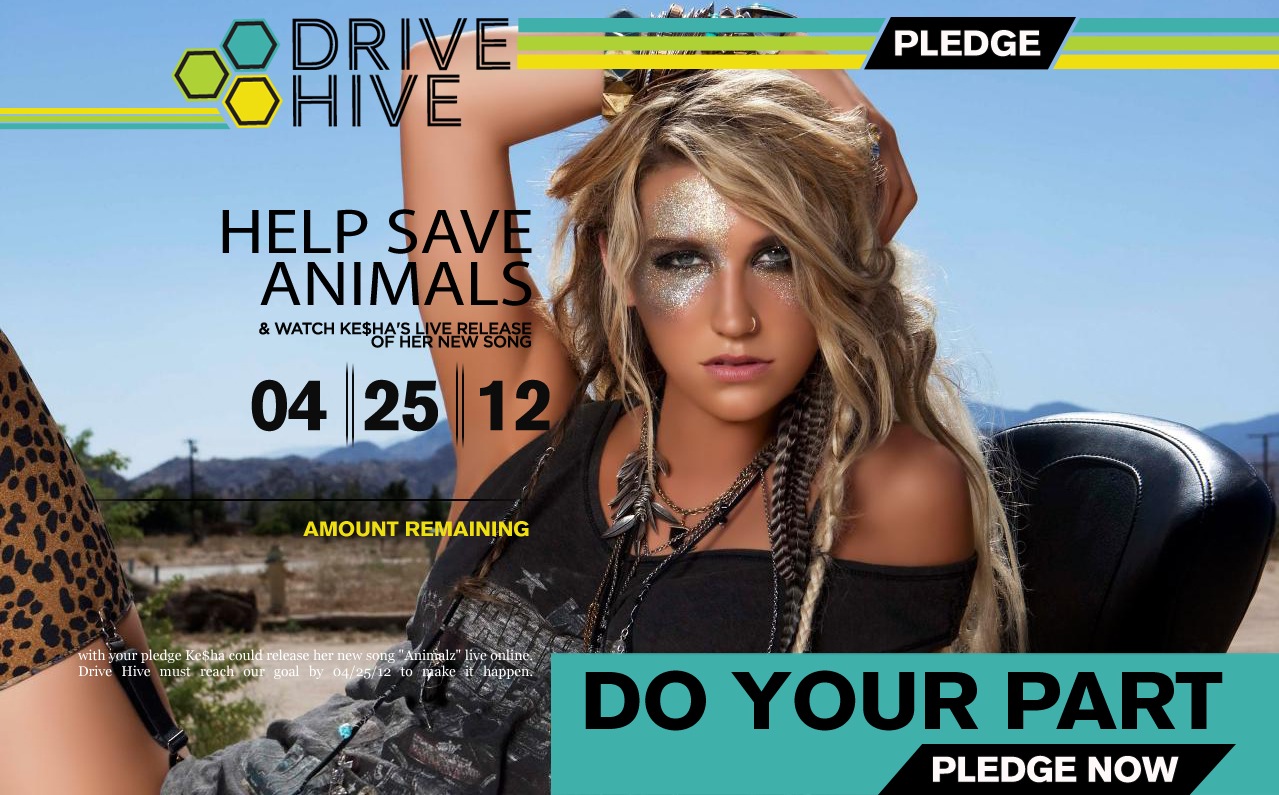 DRIVE
HIVE
PLEDGE
HELP SAVE
ANIMALS
& WATCH KE$HA'S LIVE RELEASE
OF HER NEW SONG
04 25 12
AMOUNT REMAINING
with your pledge Ke$ha could release her new song "Animalz" live online.
Drive Hive must reach our goal by 04/25/12 to make it happen.
DO YOUR PART
PLEDGE NOW